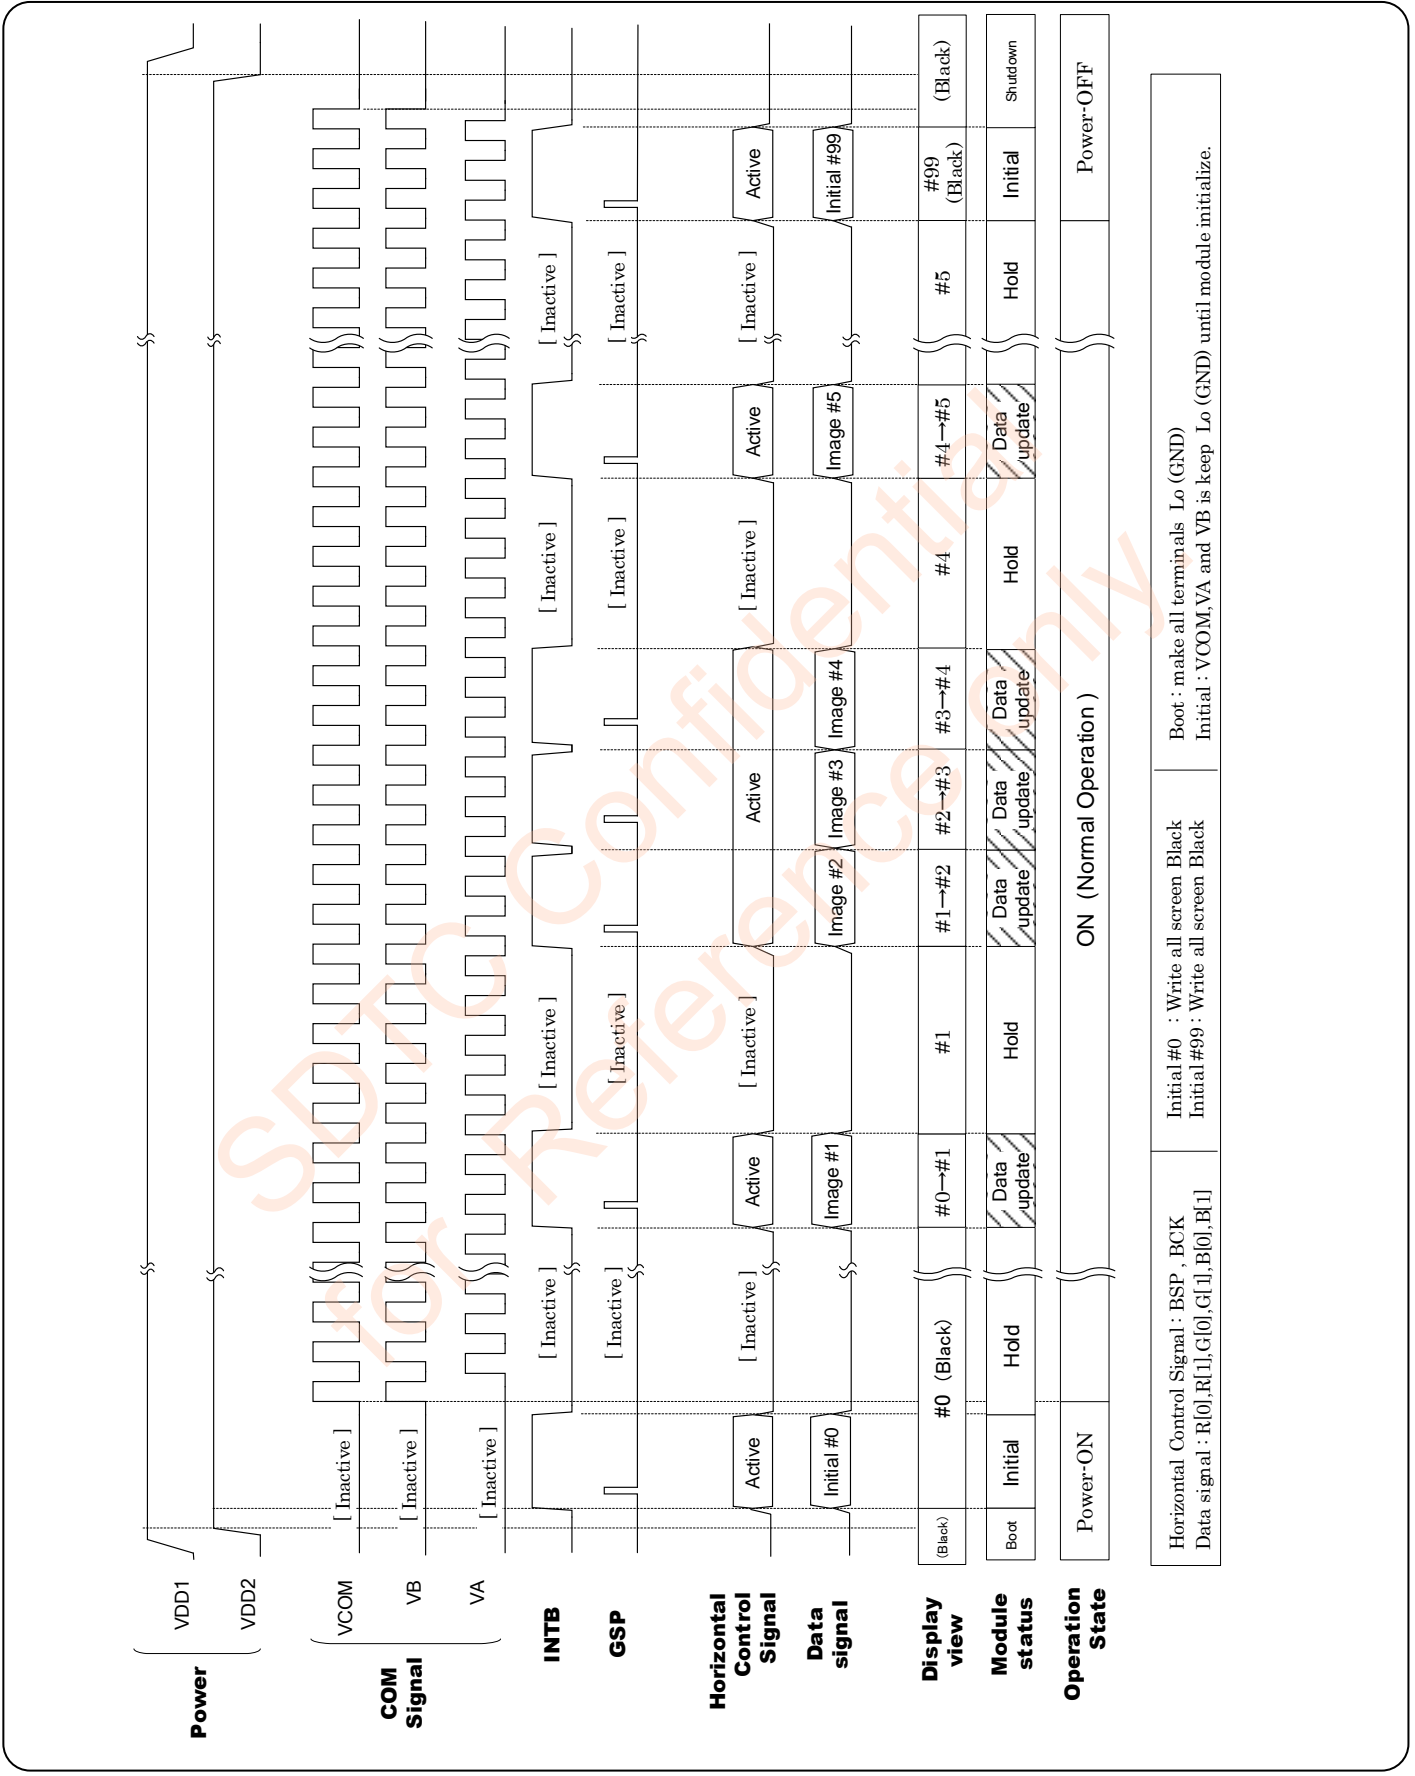 Power
VDD1
VDD2
COM
Signal
VCOM
[ Inactive ]
VB
[ Inactive ]
VA
[ Inactive ]
INTB
[ Inactive ]
[ Inactive ]
[ Inactive ]
[ Inactive ]
GSP
[ Inactive ]
[ Inactive ]
[ Inactive ]
[ Inactive ]
Horizontal
Control
Signal
Active
[ Inactive ]
Active
[ Inactive ]
Active
[ Inactive ]
Active
[ Inactive ]
Active
Data
signal
Initial #0
Image #1
Image #2
Image #3
Image #4
Image #5
Initial #99
Display
view
(Black)
#0 (Black)
#0→#1
#1
#1→#2
#2→#3
#3→#4
#4
#4→#5
#5
#99
(Black)
(Black)
Module
status
Boot
Initial
Hold
Data
update
Hold
Data
update
Data
update
Data
update
Hold
Data
update
Hold
Initial
Shutdown
Operation
State
Power-ON
ON (Normal Operation )
Power-OFF
Horizontal Control Signal : BSP , BCK
Data signal : R[0],R[1],G[0],G[1],B[0],B[1]
Initial #0 : Write all screen Black
Initial #99 : Write all screen Black
Boot : make all terminals Lo (GND)
Initial : VCOM,VA and VB is keep Lo (GND) until module initialize.
SDTC Confidential
for Reference only.